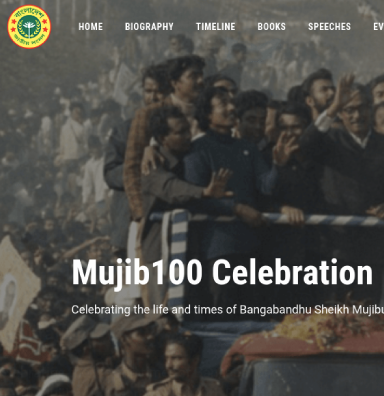 HOME BIOGRAPHY TIMELINE BOOKS SPEECHES EV
Mujib100 Celebration
Celebrating the life and times of Bangabandhu Sheikh Mujibu